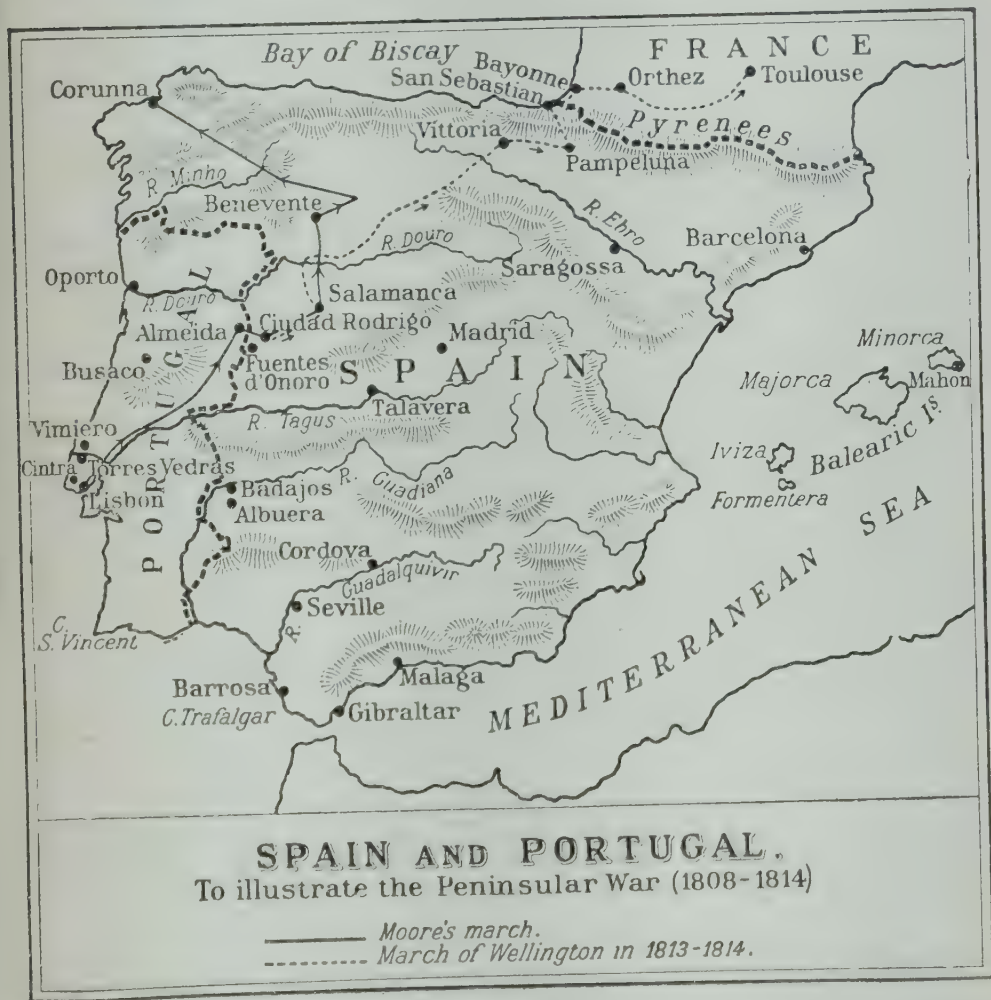 FRANCE
Bay of Biscay
Bayonne
Orthez
Toulouse
San Sebastian
Corunna
Vittoria
Pyrenees
Pampeluna
R. Minho
Benevente
R. Ebro
R. Douro
Barcelona
Saragossa
Oporto
R. Douro
Salamanca
Almeida
Ciudad Rodrigo
Madrid
Minorca
Busaco
Fuentes
d'Onoro
SPAIN
Majorca
Mahon
Talavera
R. Tagus
Vimiero
Balearic Is.
Iviza
Cintra
Torres Vedras
Lisbon
PORTUGAL
Badajos
R. Guadiana
Formentera
Albuera
Cordova
R. Guadalquivir
Seville
C.
S. Vincent
MEDITERRANEAN SEA
Malaga
Barrosa
C. Trafalgar
Gibraltar
SPAIN AND PORTUGAL.
To illustrate the Peninsular War (1808-1814)
Moore's march.
March of Wellington in 1813-1814.